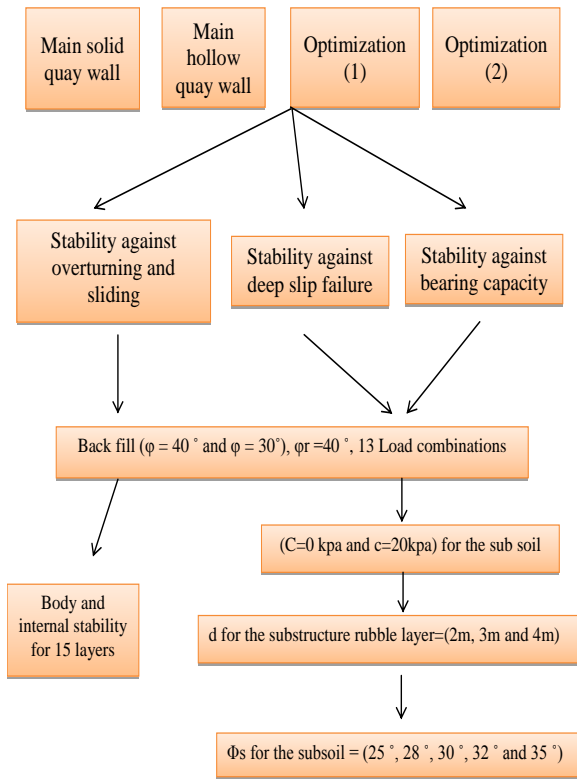 Main solid
quay wall
Main
hollow
quay wall
Optimization
(1)
Optimization
(2)
Stability against
overturning and
sliding
Stability against
deep slip failure
Stability against
bearing capacity
Back fill (φ = 40 ° and φ = 30°), φr =40 °, 13 Load combinations
(C=0 kpa and c=20kpa) for the sub soil
Body and
internal stability
for 15 layers
d for the substructure rubble layer=(2m, 3m and 4m)
Φs for the subsoil = (25 °, 28 °, 30 °, 32 ° and 35 °)